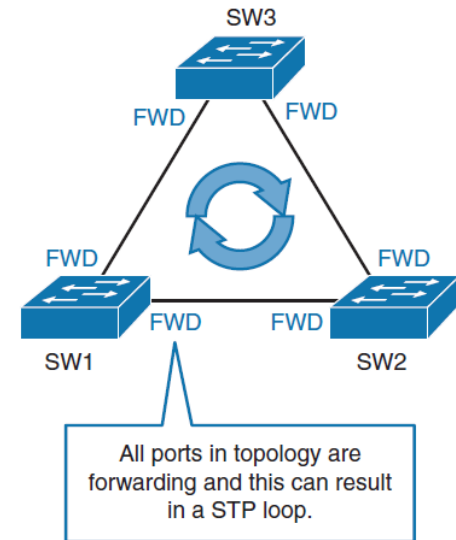 SW3
FWD
FWD
FWD
FWD
FWD
FWD
SW1
SW2
All ports in topology are
forwarding and this can result
in a STP loop.